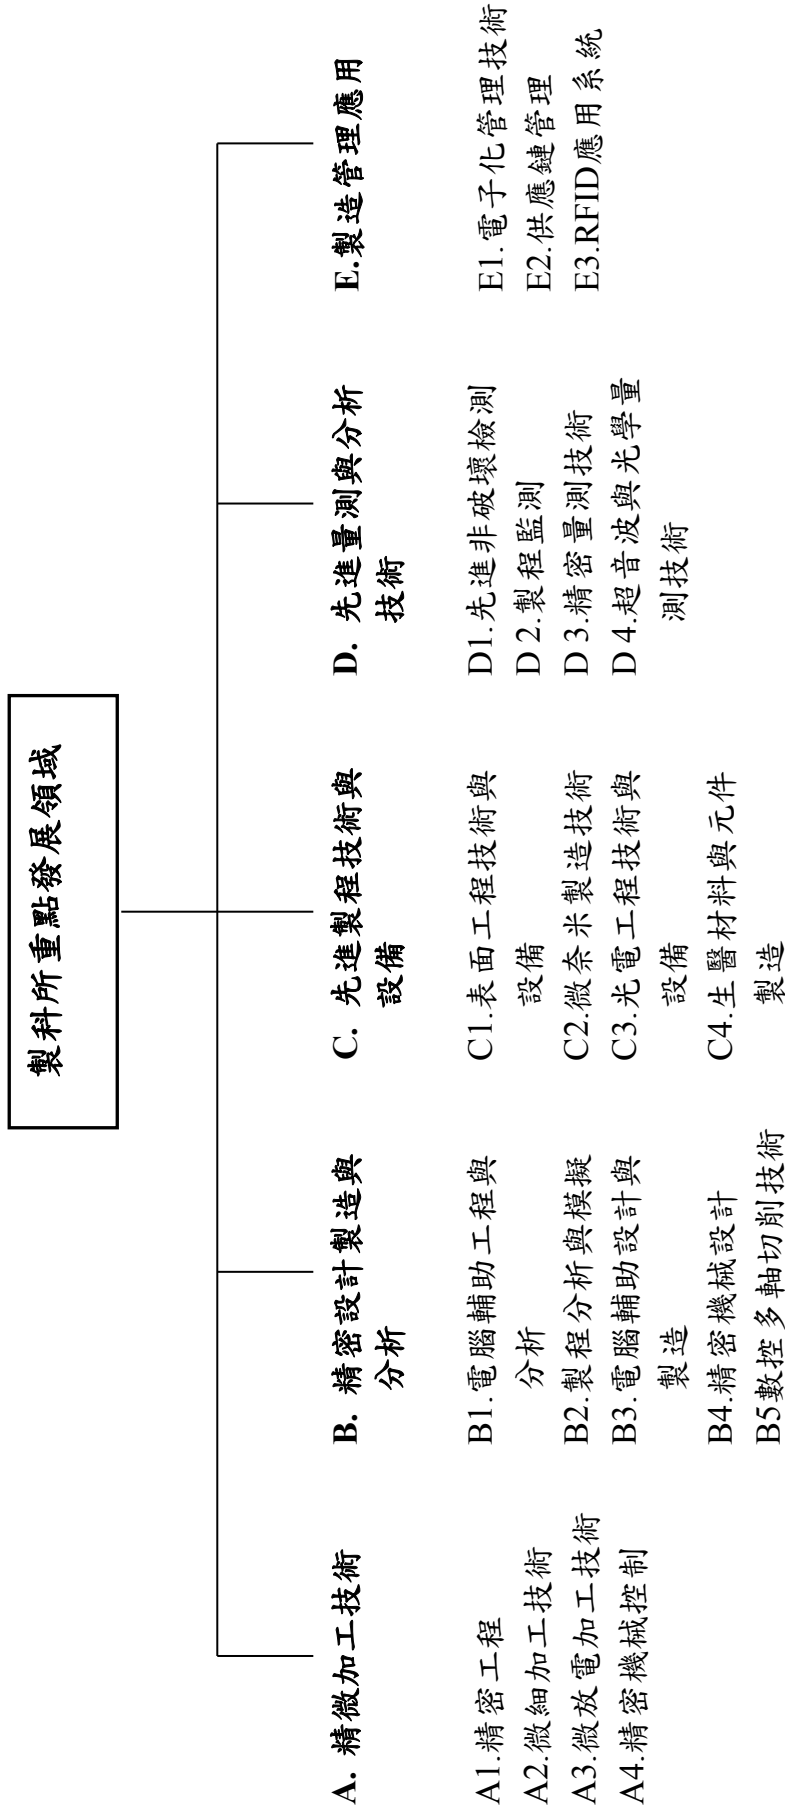 製科所重點發展領域
A. 精微加工技術
A1.精密工程
A2.微細加工技術
A3.微放電加工技術
A4.精密機械控制
B. 精密設計製造與
分析
B1.電腦輔助工程與
分析
B2.製程分析與模擬
B3.電腦輔助設計與
製造
B4.精密機械設計
B5數控多軸切削技術
C. 先進製程技術與
設備
C1.表面工程技術與
設備
C2.微奈米製造技術
C3.光電工程技術與
設備
C4.生醫材料與元件
製造
D. 先進量測與分析
技術
D1.先進非破壞檢測
D2.製程監測
D3.精密量測技術
D4.超音波與光學量
測技術
E.製造管理應用
E1.電子化管理技術
E2.供應鏈管理
E3.RFID應用系統